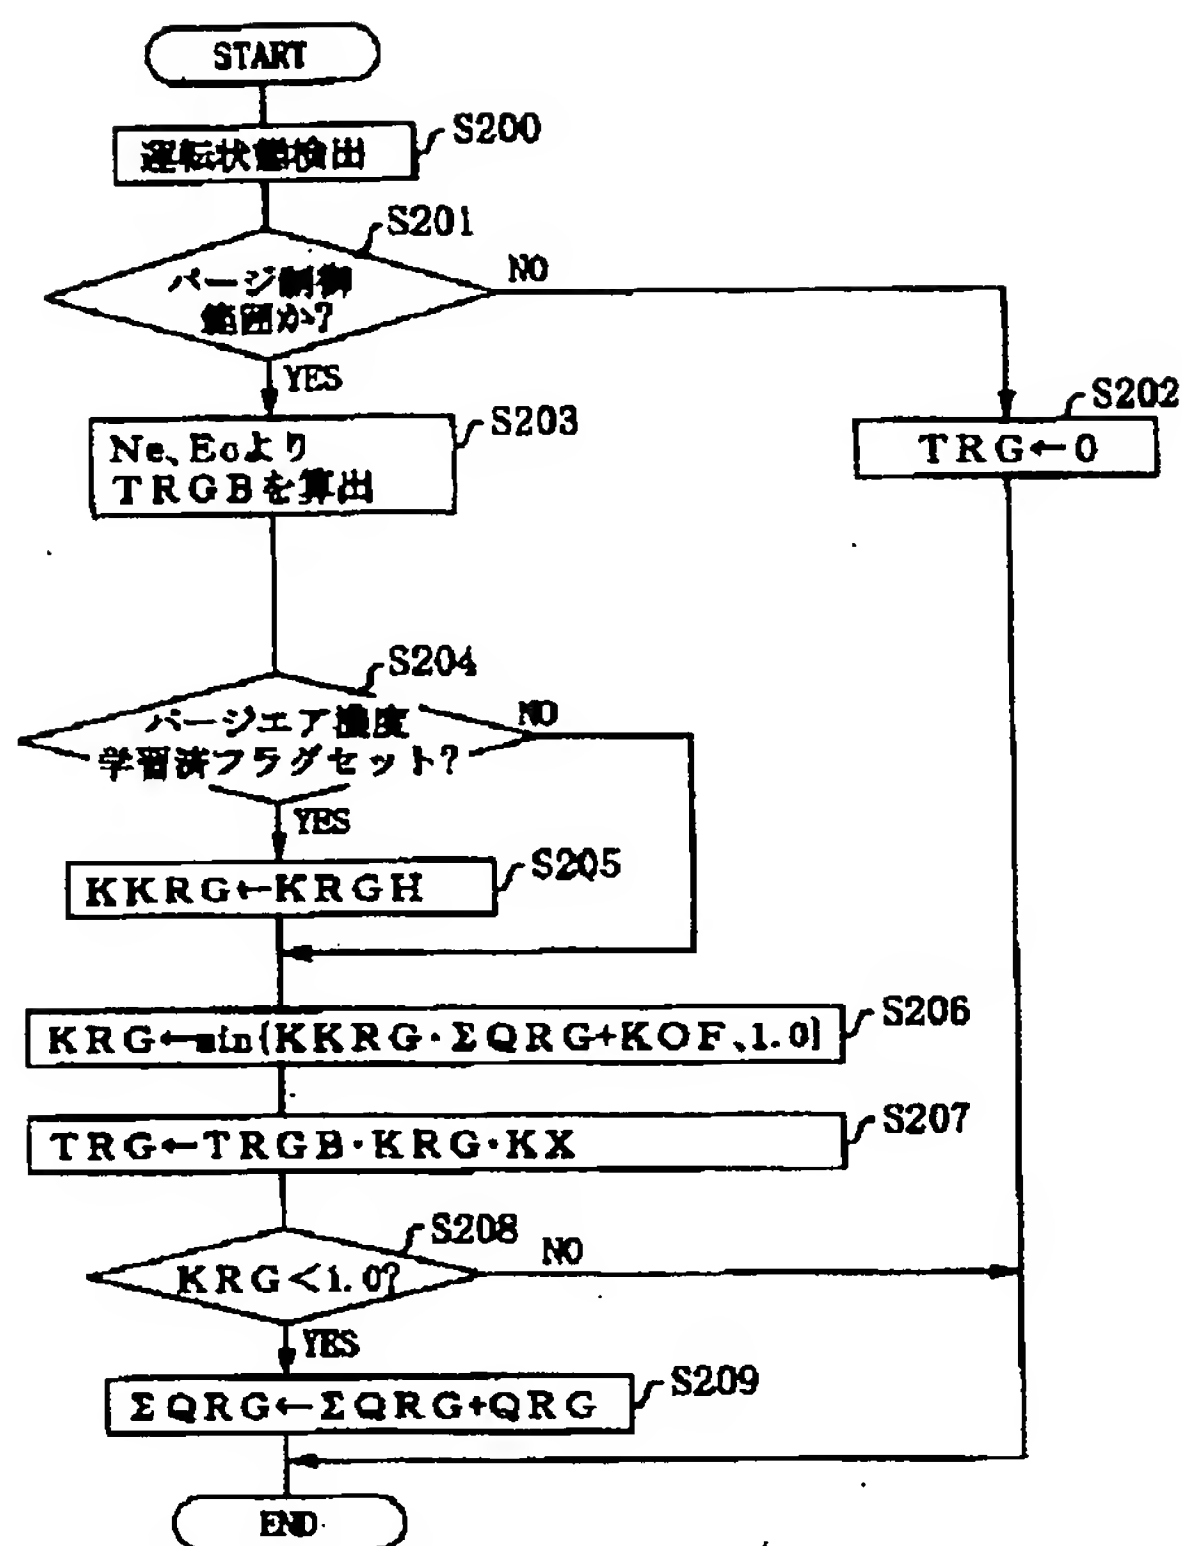 START
運転状態検出
S200
S201
パージ制御
範囲か?
NO
YES
S203
Ne、Ecより
TRGBを算出
S202
TRG←0
S204
パージエア濃度
学習済フラグセット?
NO
YES
S205
KKRG←KRGH
S206
KRG←min{KKRG・ΣQRG+KOF、1.0}
S207
TRG←TRGB・KRG・KX
S208
KRG<1.0?
NO
YES
S209
ΣQRG←ΣQRG+QRG
END